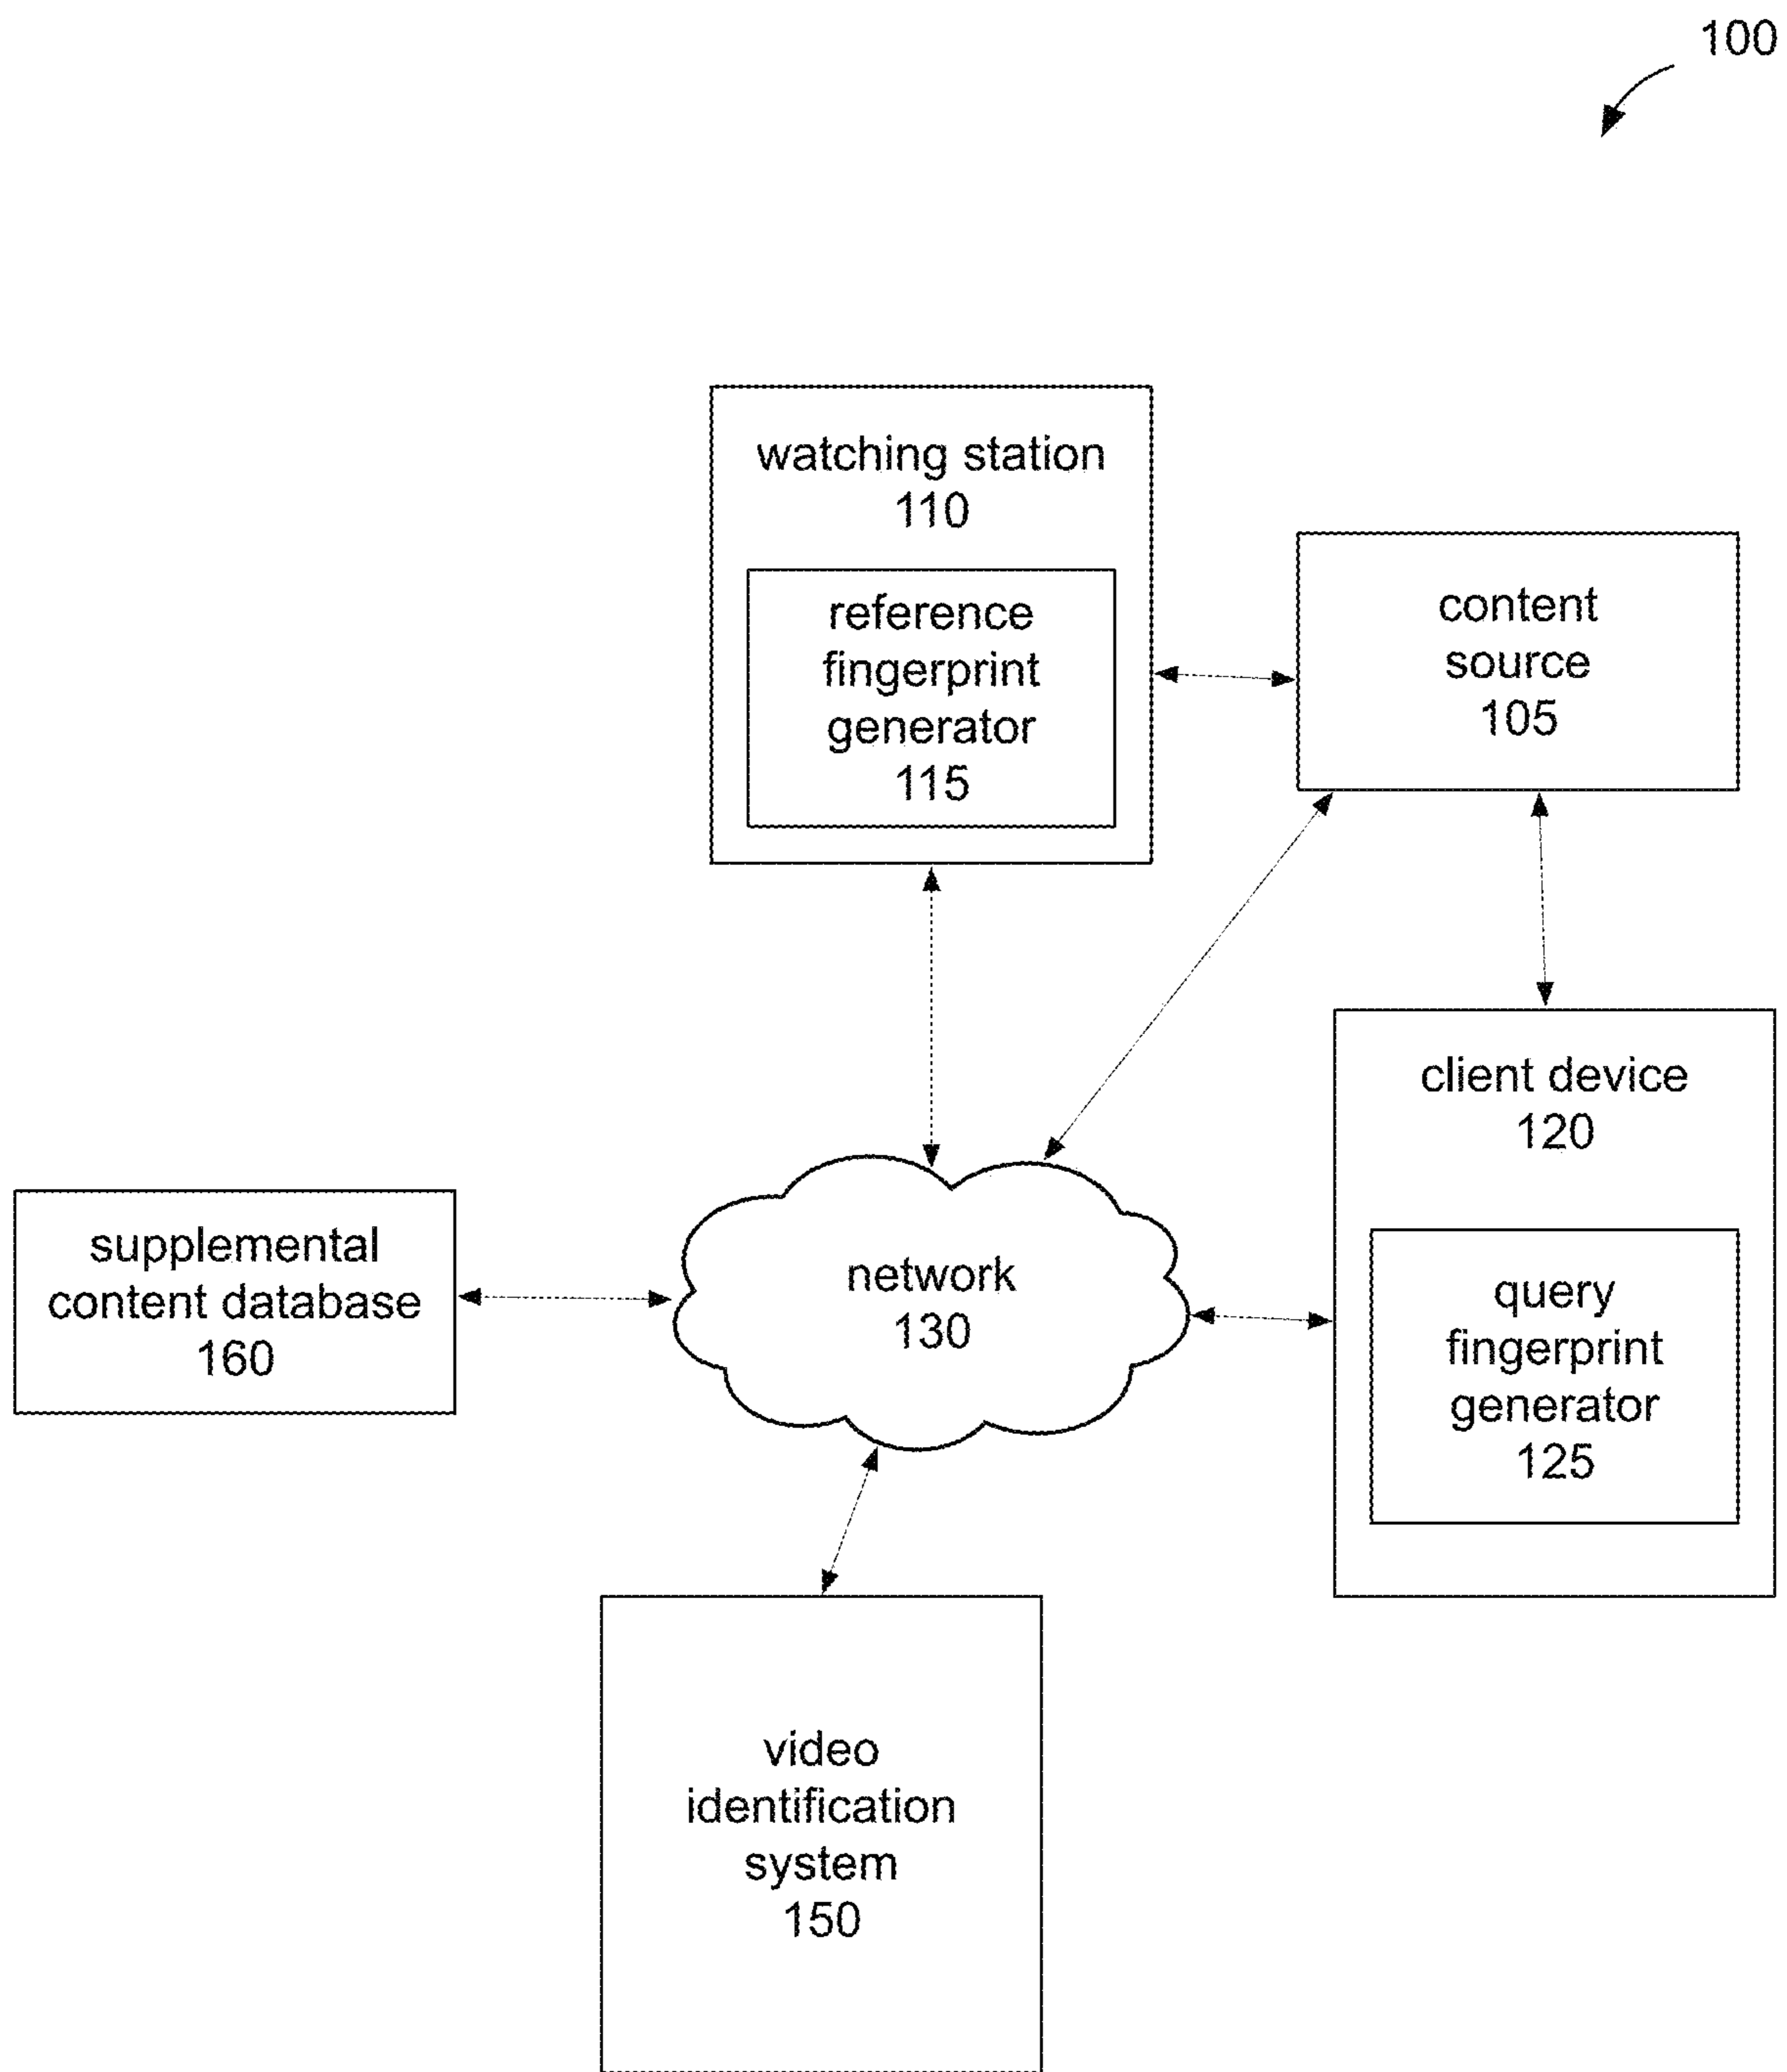 100
watching station
110
reference
fingerprint
generator
115
content
source
105
client device
120
query
fingerprint
generator
125
supplemental
content database
160
network
130
video
identification
system
150